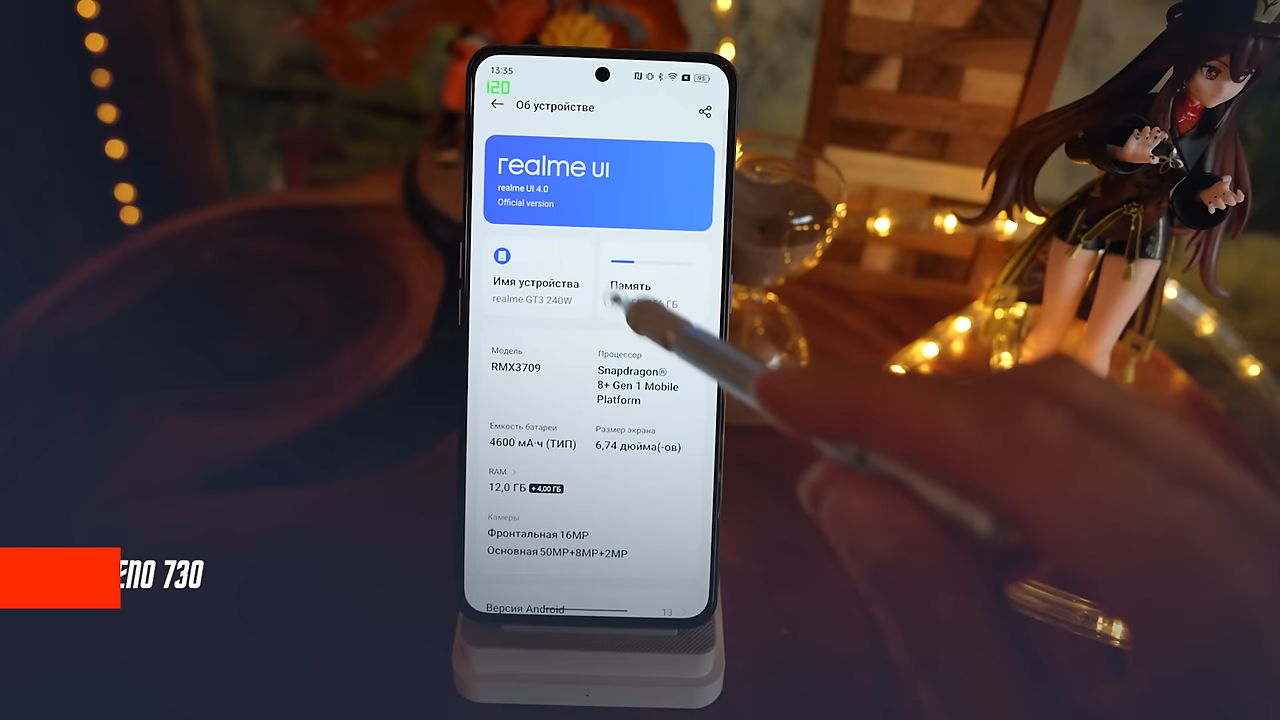 13:35
120
Об устройстве
realme UI
realme UI 4.0
Official version
Имя устройства
realme GT3 240W
Память
ГБ
Модель
RMX3709
Процессор
Snapdragon®
8+ Gen 1 Mobile
Platform
Емкость батареи
4600 мА·ч (ТИП)
Размер экрана
6,74 дюйма(-ов)
RAM
12,0 ГБ +4,00 ГБ
Камеры
Фронтальная 16MP
Основная 50MP+8MP+2MP
Версия Android
13
ENO 730